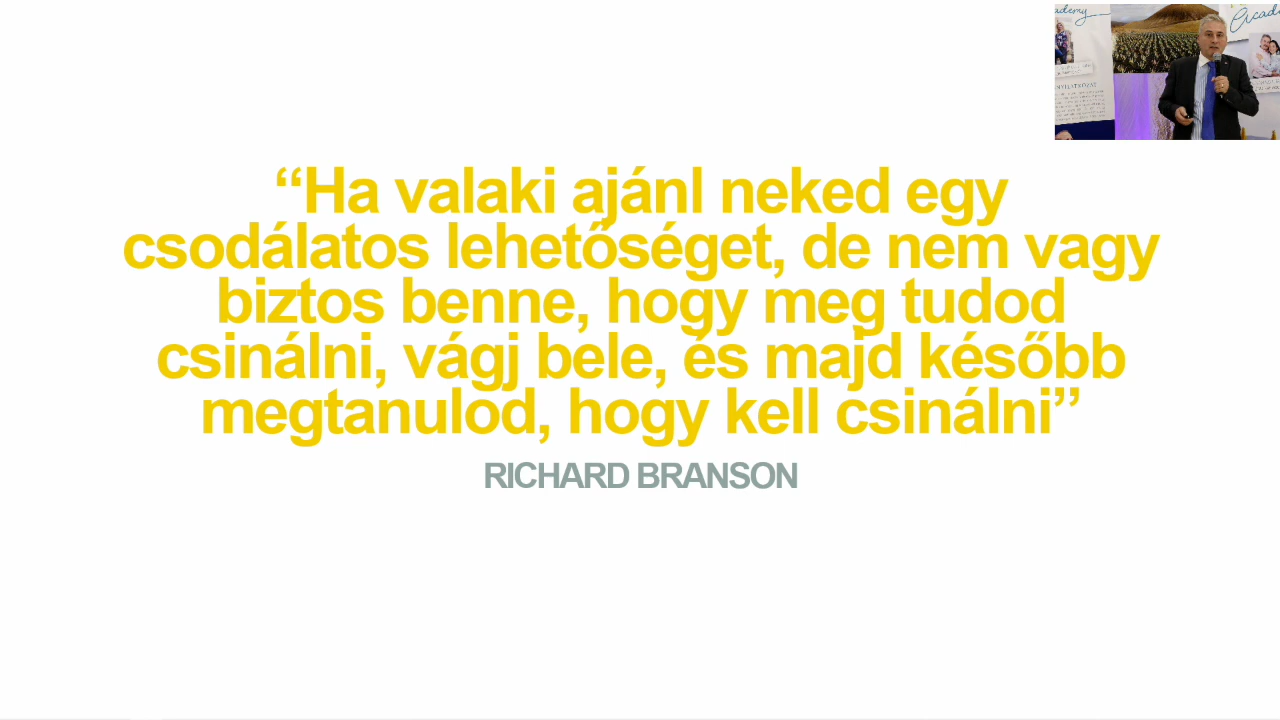 “Ha valaki ajánl neked egy
csodálatos lehetőséget, de nem vagy
biztos benne, hogy meg tudod
csinálni, vágj bele, és majd később
megtanulod, hogy kell csinálni”
RICHARD BRANSON